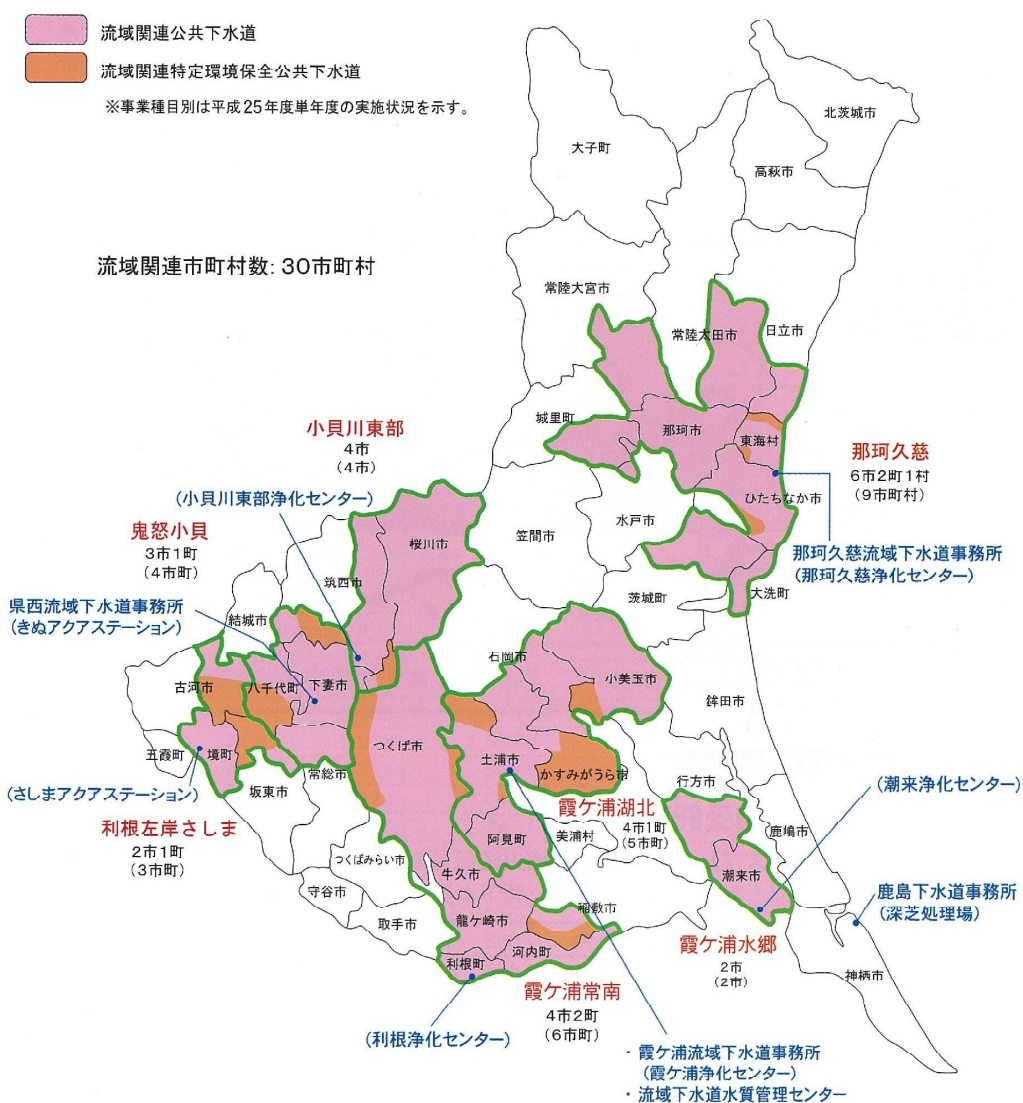 流域関連公共下水道
流域関連特定環境保全公共下水道
※事業種目別は平成25年度単年度の実施状況を示す。
流域関連市町村数: 30市町村
北茨城市
大子町
高萩市
常陸大宮市
常陸太田市
日立市
城里町
那珂市
東海村
ひたちなか市
水戸市
笠間市
茨城町
大洗町
那珂久慈
6市2町1村
(9市町村)
那珂久慈流域下水道事務所
(那珂久慈浄化センター)
小貝川東部
4市
(4市)
(小貝川東部浄化センター)
鬼怒小貝
3市1町
(4市町)
県西流域下水道事務所
(きぬアクアステーション)
桜川市
筑西市
結城市
古河市
八千代町
下妻市
五霞町
境町
常総市
坂東市
つくば市
(さしまアクアステーション)
利根左岸さしま
2市1町
(3市町)
石岡市
小美玉市
鉾田市
土浦市
かすみがうら市
行方市
霞ケ浦湖北
4市1町
(5市町)
(潮来浄化センター)
阿見町
美浦村
鹿嶋市
潮来市
つくばみらい市
守谷市
取手市
牛久市
龍ケ崎市
稲敷市
利根町
河内町
鹿島下水道事務所
(深芝処理場)
霞ケ浦水郷
2市
(2市)
神栖市
霞ケ浦常南
4市2町
(6市町)
(利根浄化センター)
・霞ケ浦流域下水道事務所
(霞ケ浦浄化センター)
・流域下水道水質管理センター